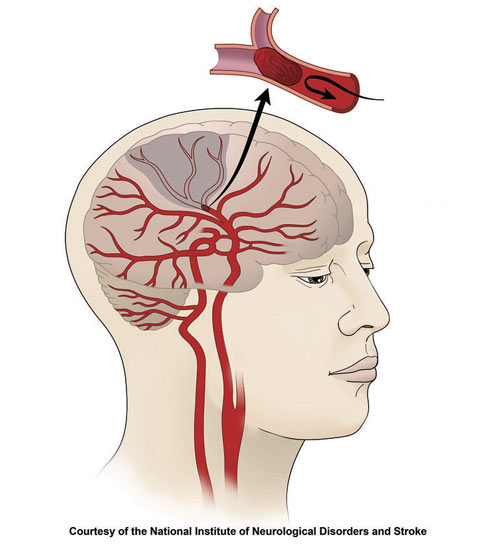 Courtesy of the National Institute of Neurological Disorders and Stroke